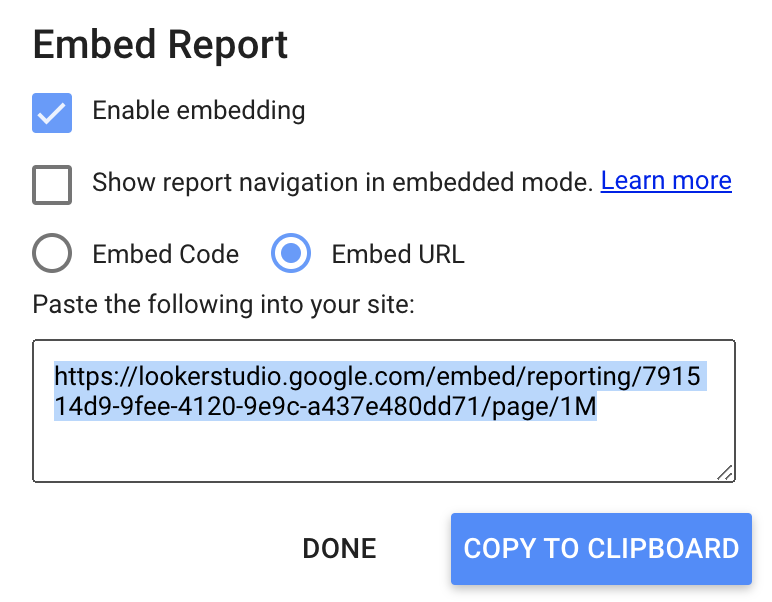 Embed Report
Enable embedding
Show report navigation in embedded mode. Learn more
Embed Code Embed URL
Paste the following into your site:
https://lookerstudio.google.com/embed/reporting/7915
14d9-9fee-4120-9e9c-a437e480dd71/page/1M
DONE COPY TO CLIPBOARD